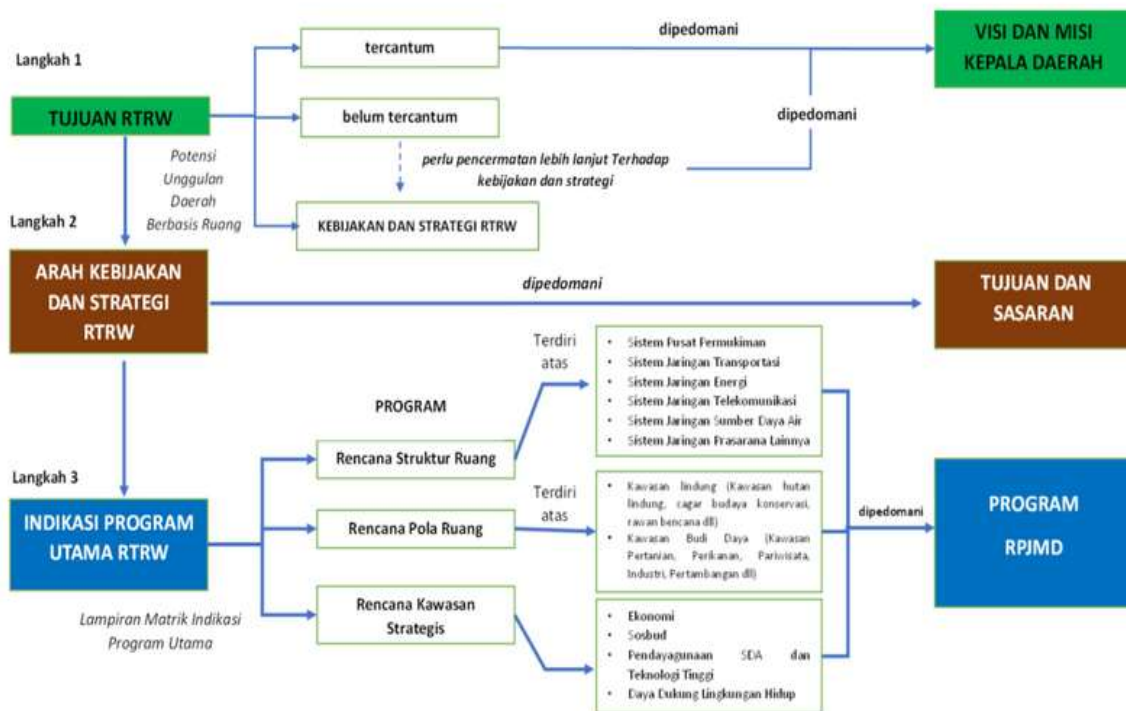 Langkah 1
TUJUAN RTRW
Potensi
Unggulan
Daerah
Berbasis Ruang
tercantum
belum tercantum
perlu pencermatan lebih lanjut Terhadap
kebijakan dan strategi
KEBIJAKAN DAN STRATEGI RTRW
dipedomani
dipedomani
VISI DAN MISI
KEPALA DAERAH
Langkah 2
ARAH KEBIJAKAN
DAN STRATEGI
RTRW
dipedomani
TUJUAN DAN
SASARAN
Langkah 3
INDIKASI PROGRAM
UTAMA RTRW
Lampiran Matrik Indikasi
Program Utama
PROGRAM
Rencana Struktur Ruang
Terdiri
atas
• Sistem Pusat Permukiman
• Sistem Jaringan Transportasi
• Sistem Jaringan Energi
• Sistem Jaringan Telekomunikasi
• Sistem Jaringan Sumber Daya Air
• Sistem Jaringan Prasarana Lainnya
Rencana Pola Ruang
Terdiri
atas
• Kawasan lindung (Kawasan hutan
lindung, cagar budaya konservasi,
rawan bencana dll)
• Kawasan Budi Daya (Kawasan
Pertanian, Perikanan, Pariwisata,
Industri, Pertambangan dll)
Rencana Kawasan
Strategis
• Ekonomi
• Sosbud
• Pendayagunaan SDA dan
Teknologi Tinggi
• Daya Dukung Lingkungan Hidup
dipedomani
PROGRAM
RPJMD